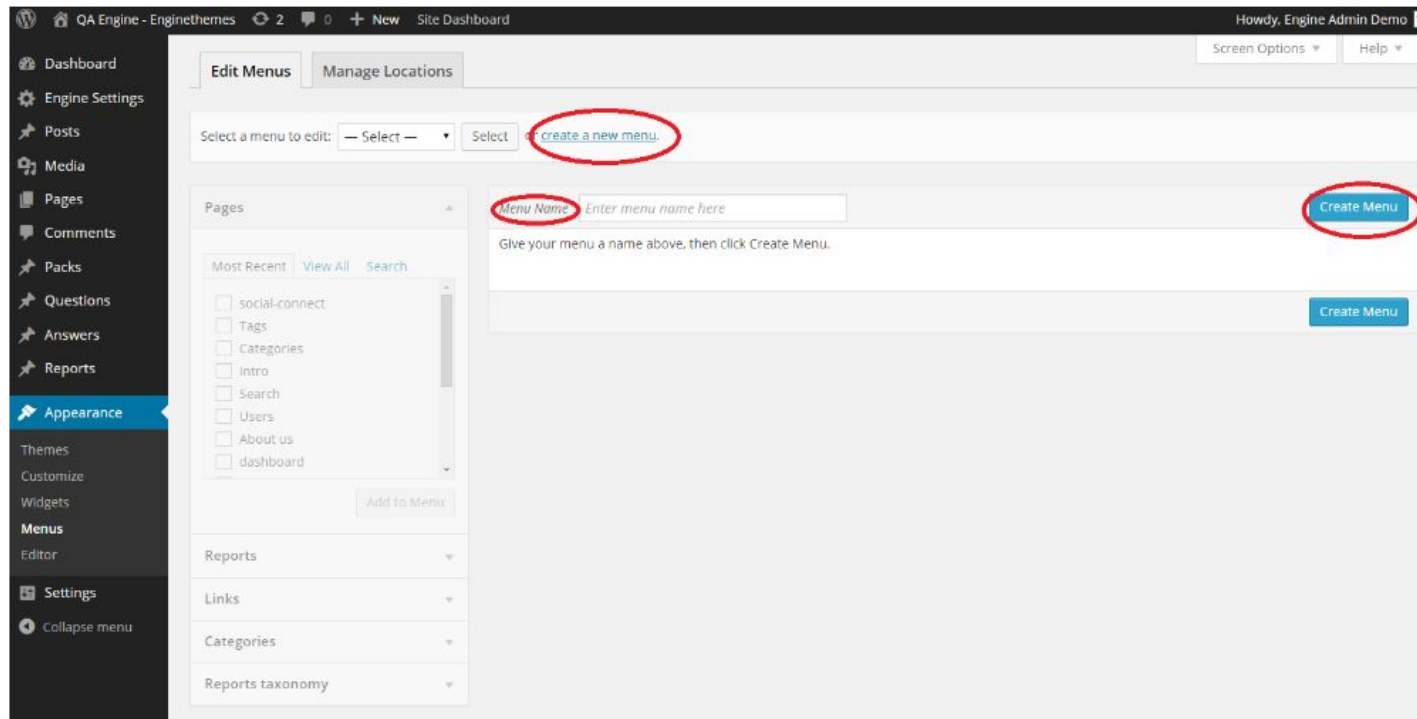 QA Engine - Enginethemes 2 0 + New Site Dashboard Howdy, Engine Admin Demo
Screen Options Help
Dashboard
Engine Settings
Posts
Media
Pages
Comments
Packs
Questions
Answers
Reports
Appearance
Themes
Customize
Widgets
Menus
Editor
Settings
Collapse menu
Edit Menus Manage Locations
Select a menu to edit: — Select — Select or create a new menu.
Pages
Most Recent View All Search
social-connect
Tags
Categories
Intro
Search
Users
About us
dashboard
Add to Menu
Reports
Links
Categories
Reports taxonomy
Menu Name Enter menu name here Create Menu
Give your menu a name above, then click Create Menu.
Create Menu